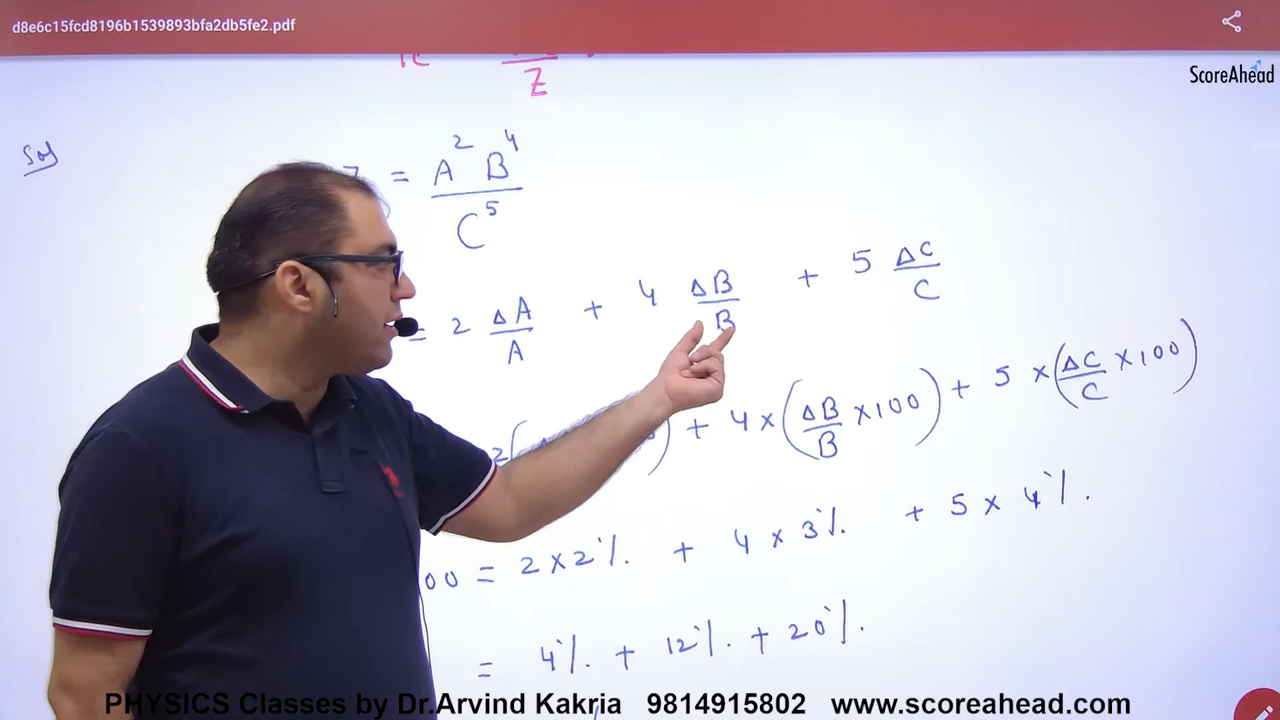 d8e6c15fcd8196b1539893bfa2db5fe2.pdf
ScoreAhead
Z
Sol
Z = A² B⁴ / C⁵
= 2 ΔA/A + 4 ΔB/B + 5 ΔC/C
2( ) + 4 × (ΔB/B × 100) + 5 × (ΔC/C × 100)
00 = 2 × 2% + 4 × 3% + 5 × 4%.
= 4% + 12% + 20%.
PHYSICS Classes by Dr.Arvind Kakria 9814915802 www.scoreahead.com